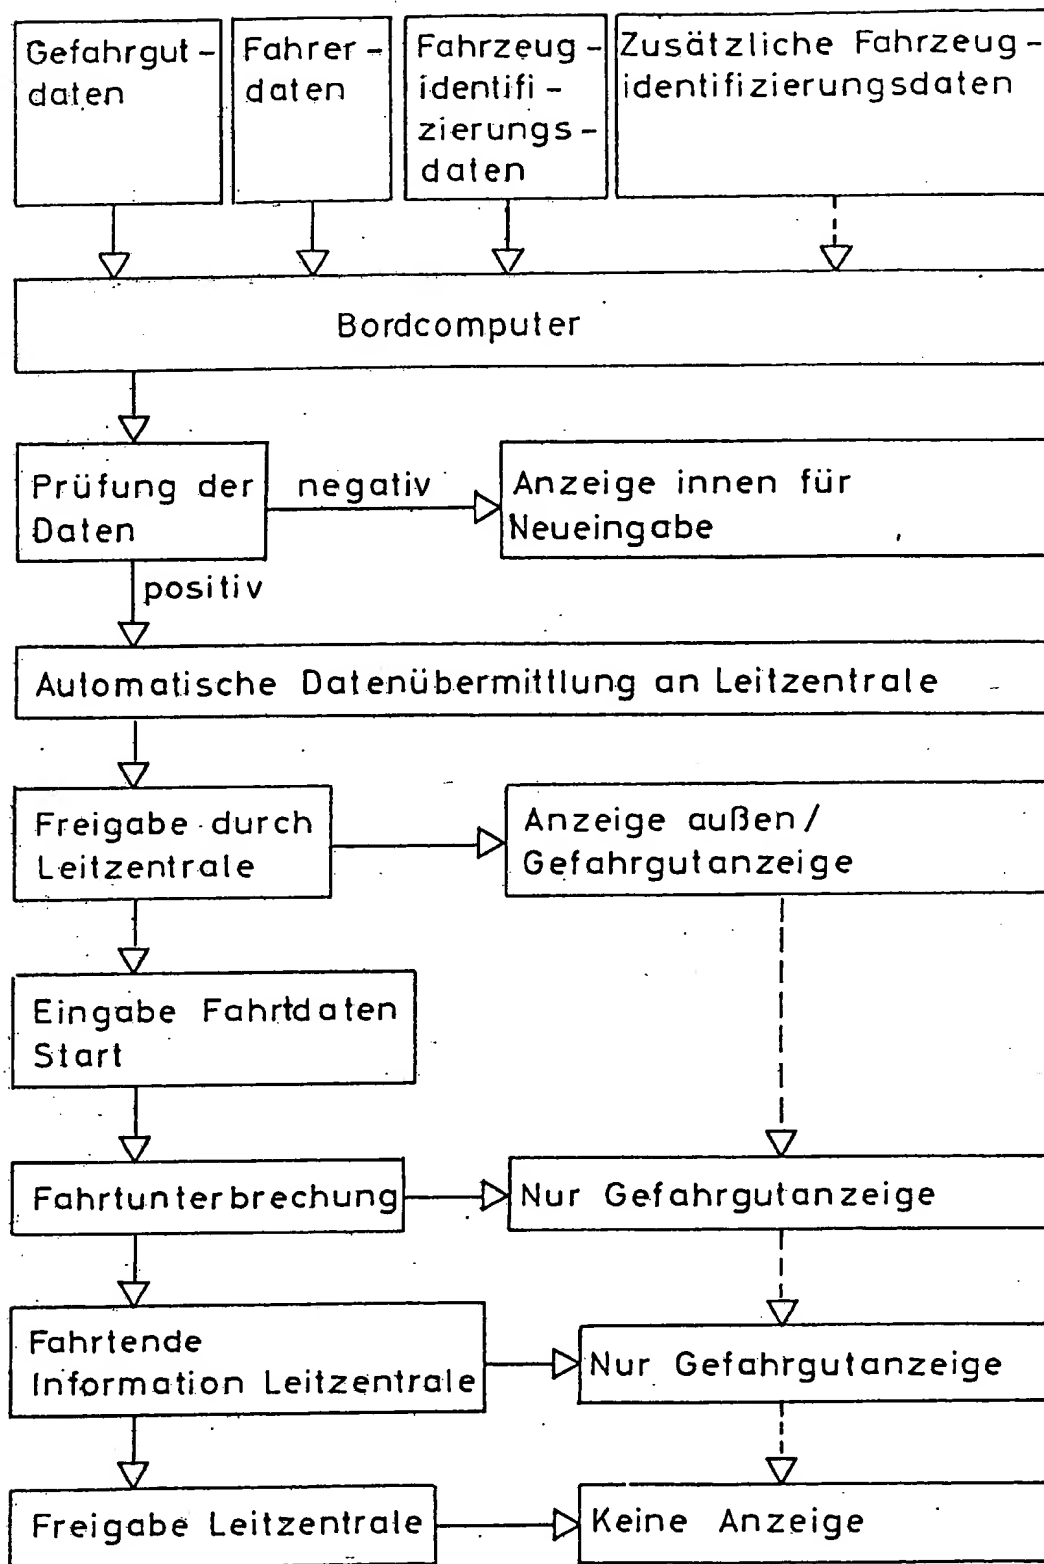 Gefahrgut-
daten
Fahrer-
daten
Fahrzeug-
identifi-
zierungs-
daten
Zusätzliche Fahrzeug-
identifizierungsdaten
Bordcomputer
Prüfung der
Daten
negativ
Anzeige innen für
Neueingabe
positiv
Automatische Datenübermittlung an Leitzentrale
Freigabe durch
Leitzentrale
Anzeige außen/
Gefahrgutanzeige
Eingabe Fahrtdaten
Start
Fahrtunterbrechung
Nur Gefahrgutanzeige
Fahrtende
Information Leitzentrale
Nur Gefahrgutanzeige
Freigabe Leitzentrale
Keine Anzeige